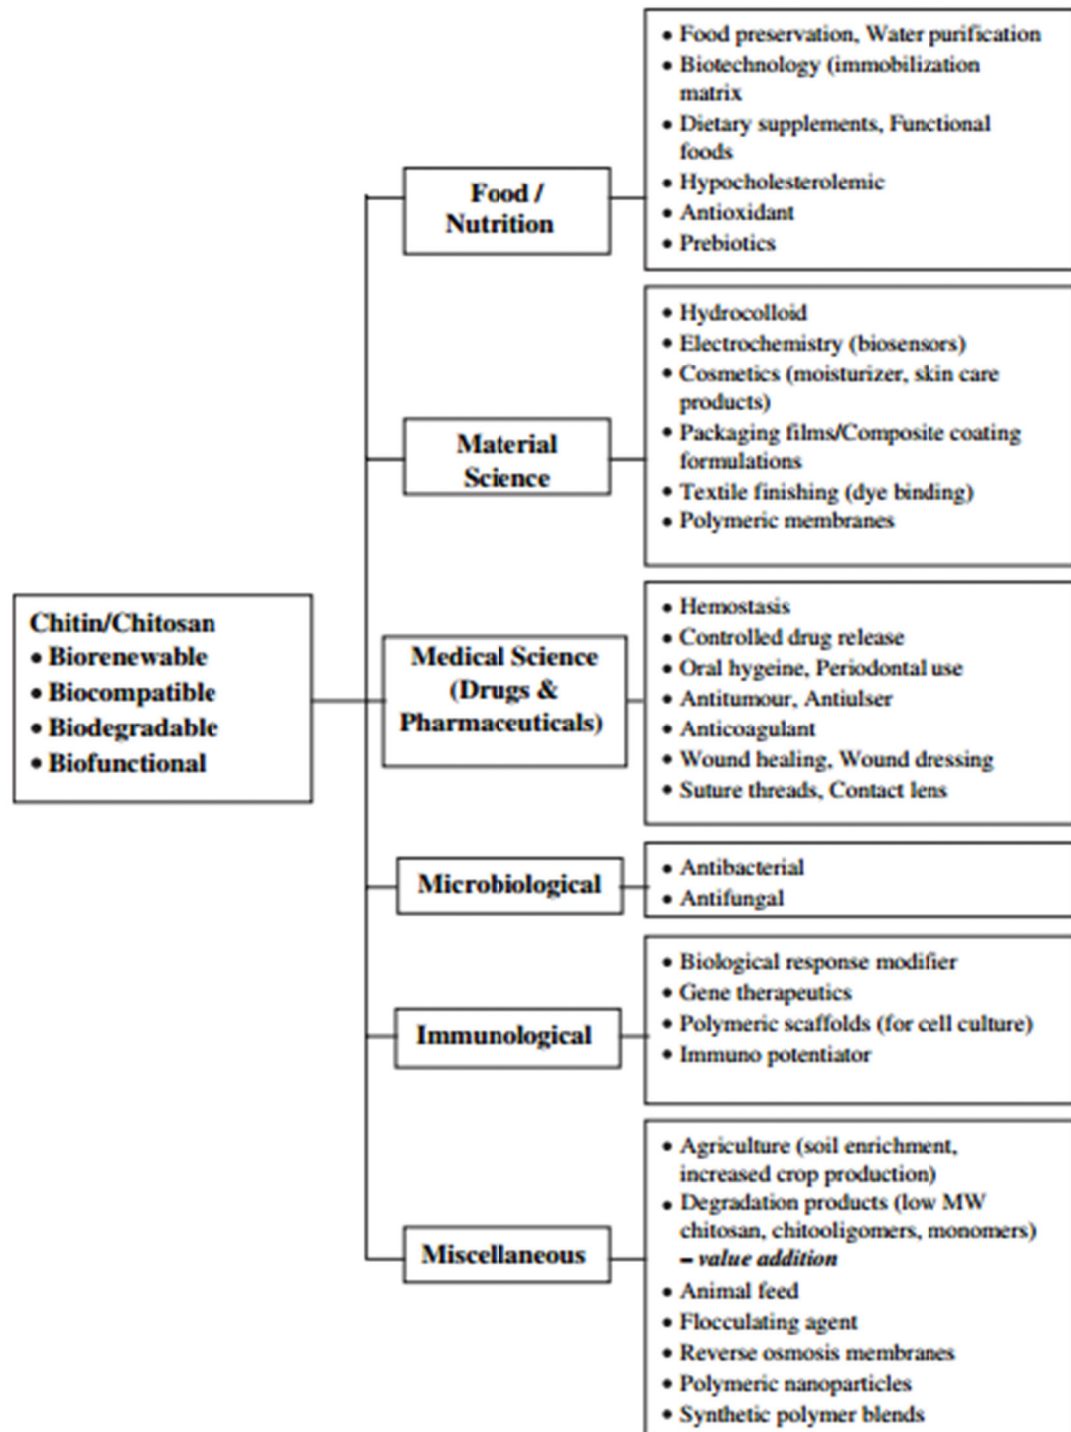 Chitin/Chitosan
• Biorenewable
• Biocompatible
• Biodegradable
• Biofunctional
Food /
Nutrition
• Food preservation, Water purification
• Biotechnology (immobilization
matrix
• Dietary supplements, Functional
foods
• Hypocholesterolemic
• Antioxidant
• Prebiotics
Material
Science
• Hydrocolloid
• Electrochemistry (biosensors)
• Cosmetics (moisturizer, skin care
products)
• Packaging films/Composite coating
formulations
• Textile finishing (dye binding)
• Polymeric membranes
Medical Science
(Drugs &
Pharmaceuticals)
• Hemostasis
• Controlled drug release
• Oral hygeine, Periodontal use
• Antitumour, Antiulser
• Anticoagulant
• Wound healing, Wound dressing
• Suture threads, Contact lens
Microbiological
• Antibacterial
• Antifungal
Immunological
• Biological response modifier
• Gene therapeutics
• Polymeric scaffolds (for cell culture)
• Immuno potentiator
Miscellaneous
• Agriculture (soil enrichment,
increased crop production)
• Degradation products (low MW
chitosan, chitooligomers, monomers)
– value addition
• Animal feed
• Flocculating agent
• Reverse osmosis membranes
• Polymeric nanoparticles
• Synthetic polymer blends